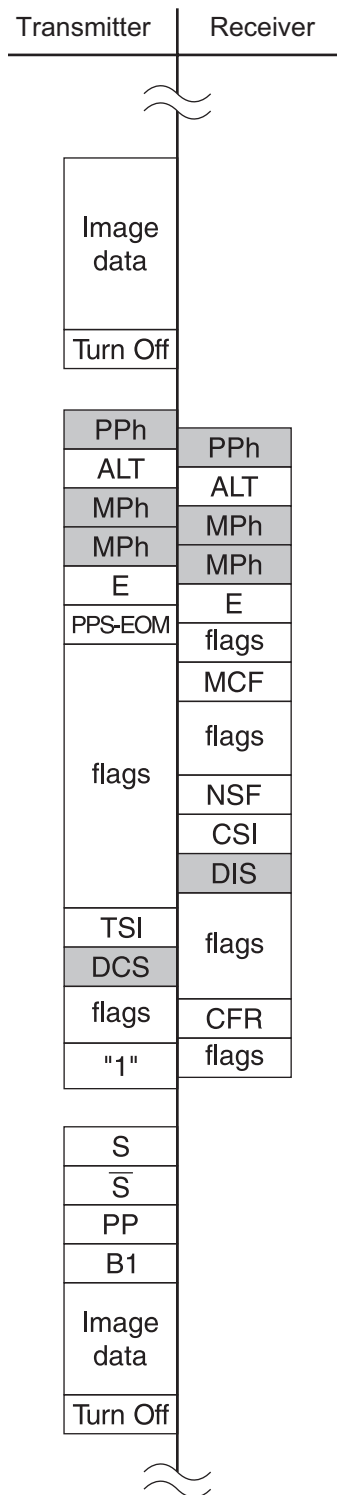 Transmitter
Receiver
Image
data
Turn Off
PPh
ALT
MPh
MPh
E
PPS-EOM
flags
TSI
DCS
flags
"1"
S
S̅
PP
B1
Image
data
Turn Off
PPh
ALT
MPh
MPh
E
flags
MCF
flags
NSF
CSI
DIS
flags
CFR
flags